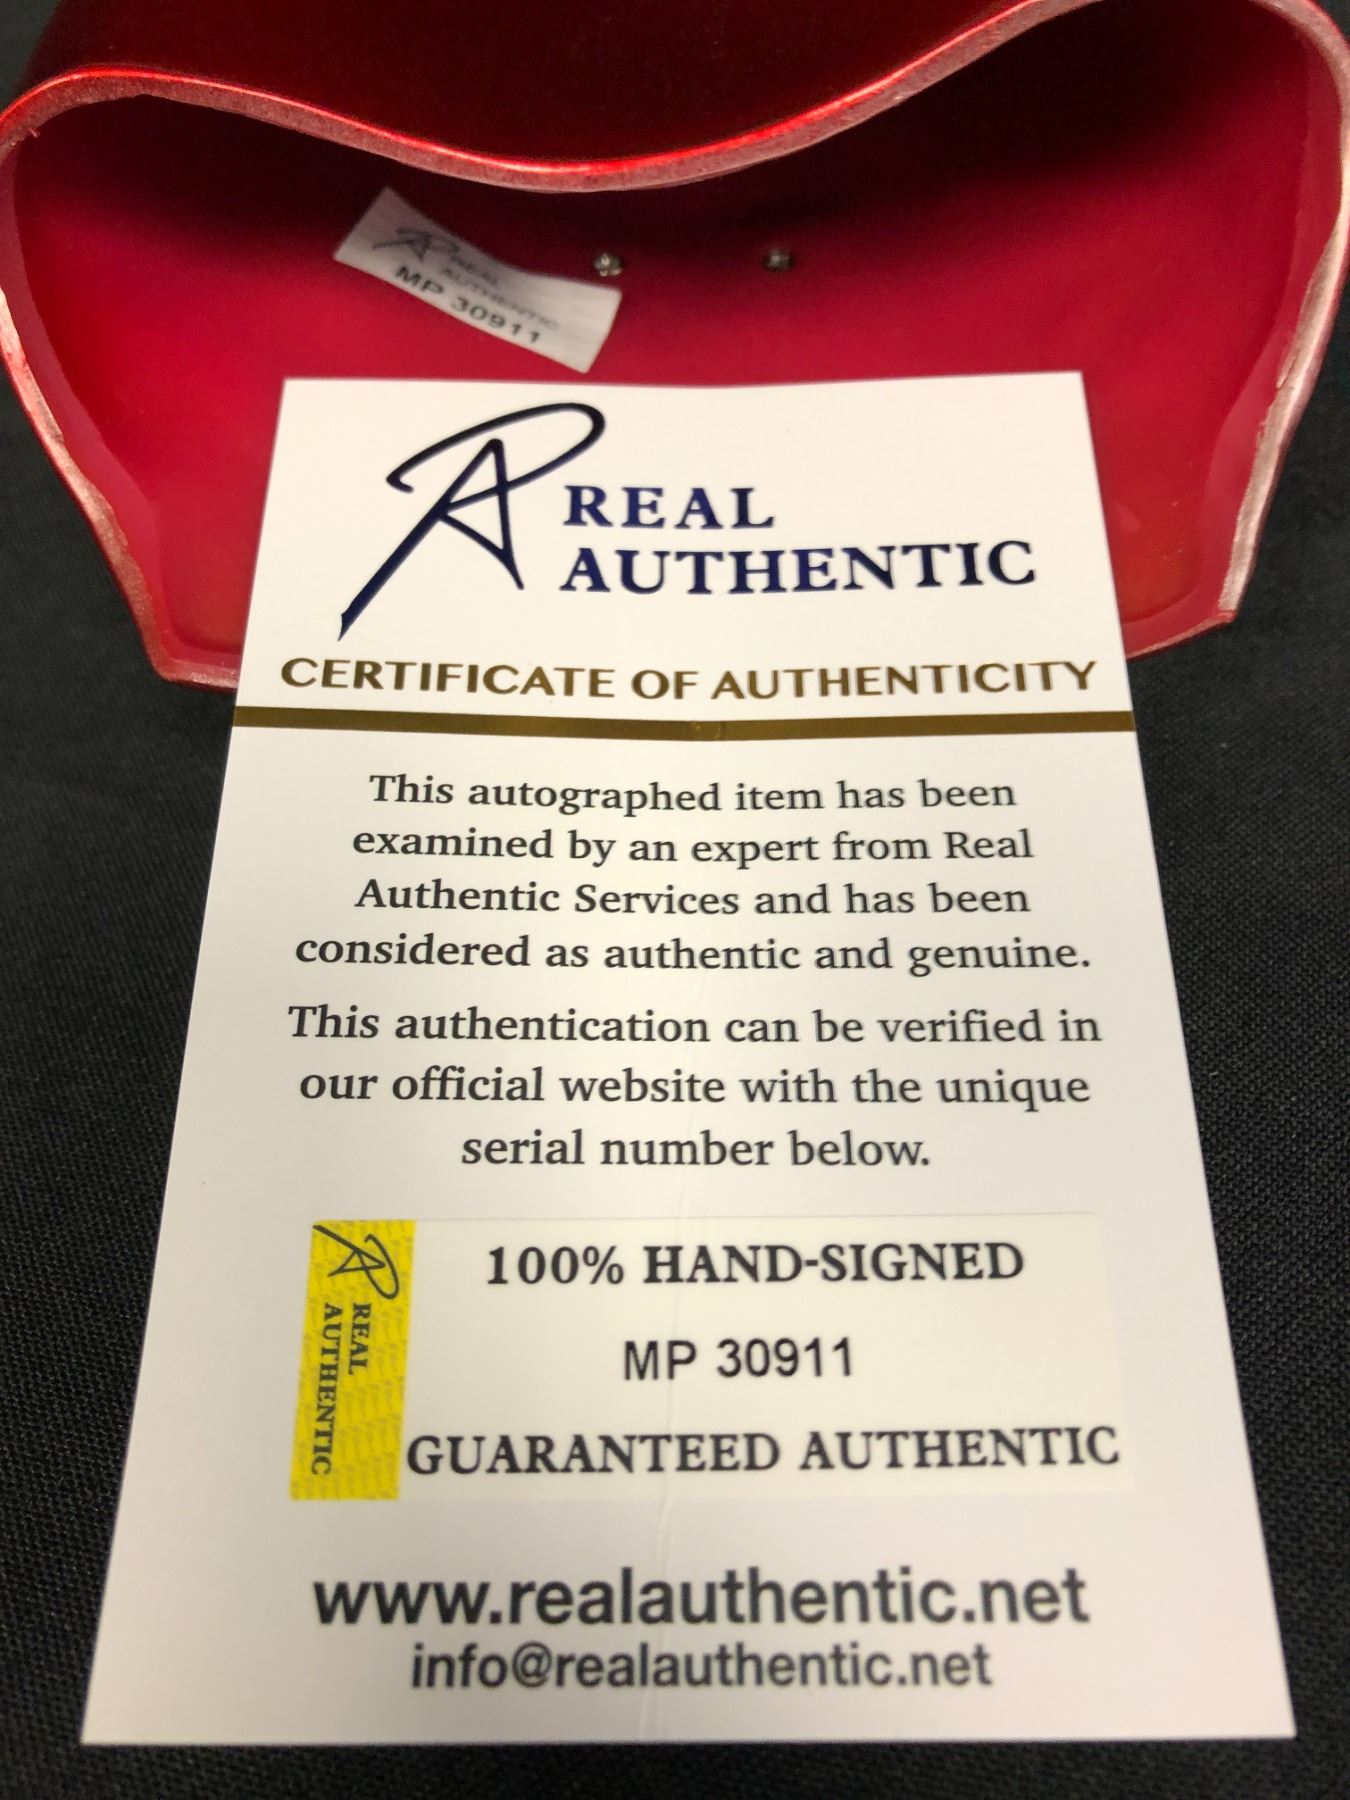 REAL
AUTHENTIC
MP 30911
REAL
AUTHENTIC
CERTIFICATE OF AUTHENTICITY
This autographed item has been
examined by an expert from Real
Authentic Services and has been
considered as authentic and genuine.
This authentication can be verified in
our official website with the unique
serial number below.
REAL
AUTHENTIC
100% HAND-SIGNED
MP 30911
GUARANTEED AUTHENTIC
www.realauthentic.net
info@realauthentic.net